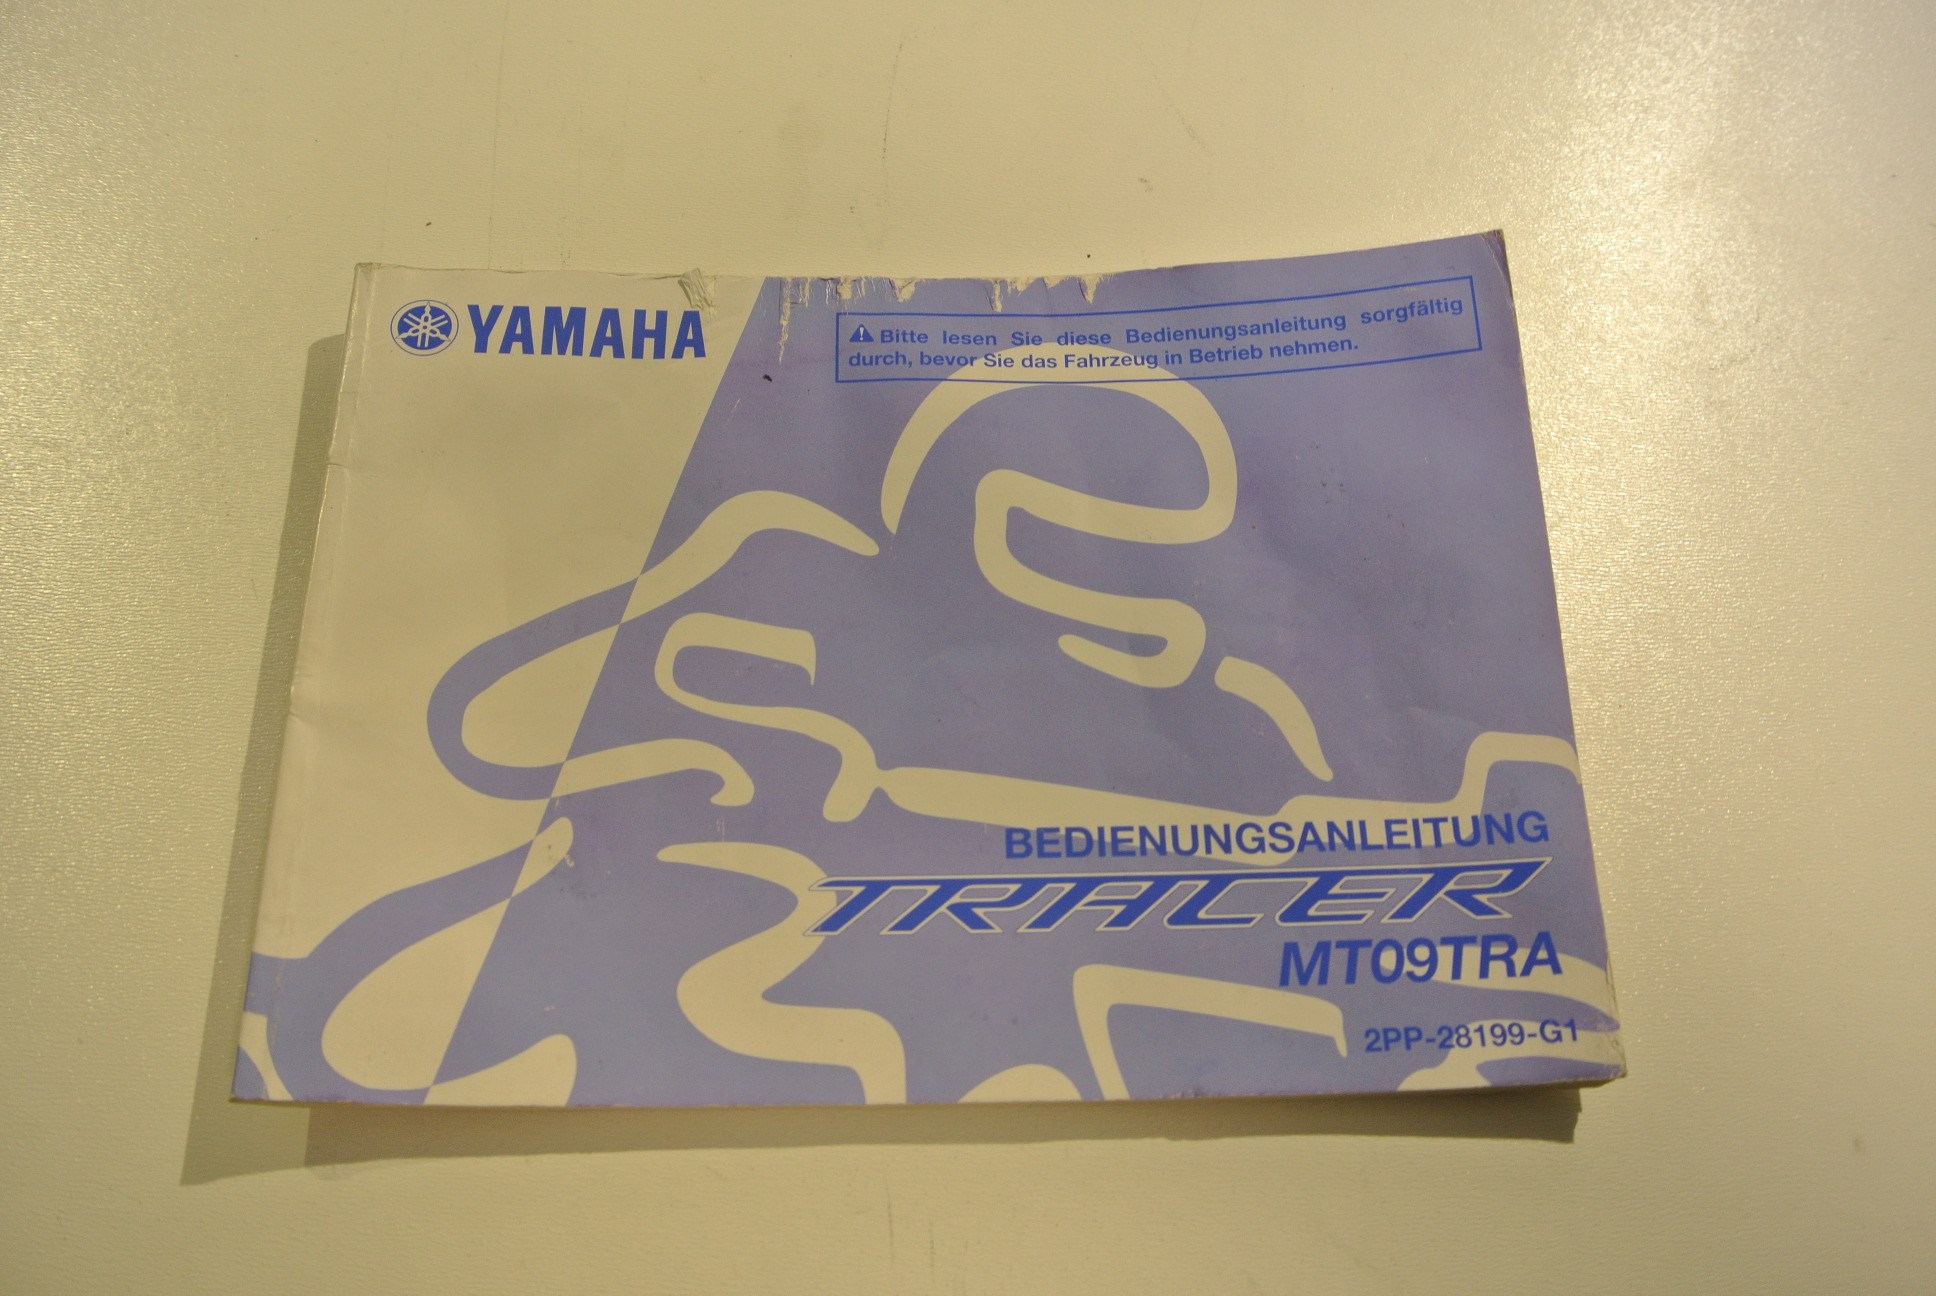 YAMAHA
⚠ Bitte lesen Sie diese Bedienungsanleitung sorgfältig
durch, bevor Sie das Fahrzeug in Betrieb nehmen.
BEDIENUNGSANLEITUNG
TRACER
MT09TRA
2PP-28199-G1